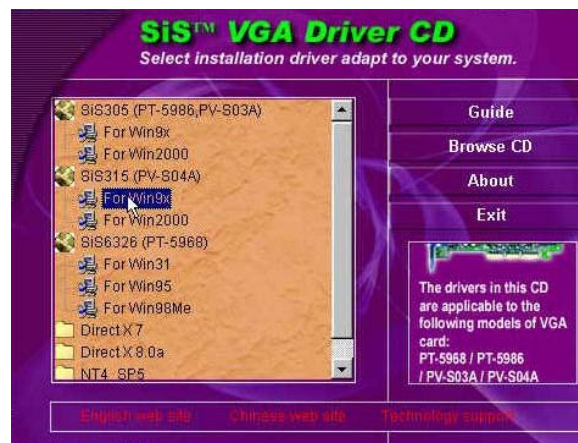 SiS™ VGA Driver CD
Select installation driver adapt to your system.
SiS305 (PT-5986,PV-S03A)
For Win9x
For Win2000
SiS315 (PV-S04A)
For Win9x
For Win2000
SiS6326 (PT-5968)
For Win31
For Win95
For Win98Me
DirectX 7
DirectX 8.0a
NT4_SP5
Guide
Browse CD
About
Exit
The drivers in this CD
are applicable to the
following models of VGA
card:
PT-5968 / PT-5986
/ PV-S03A / PV-S04A
English web site
Chinese web site
Technology support